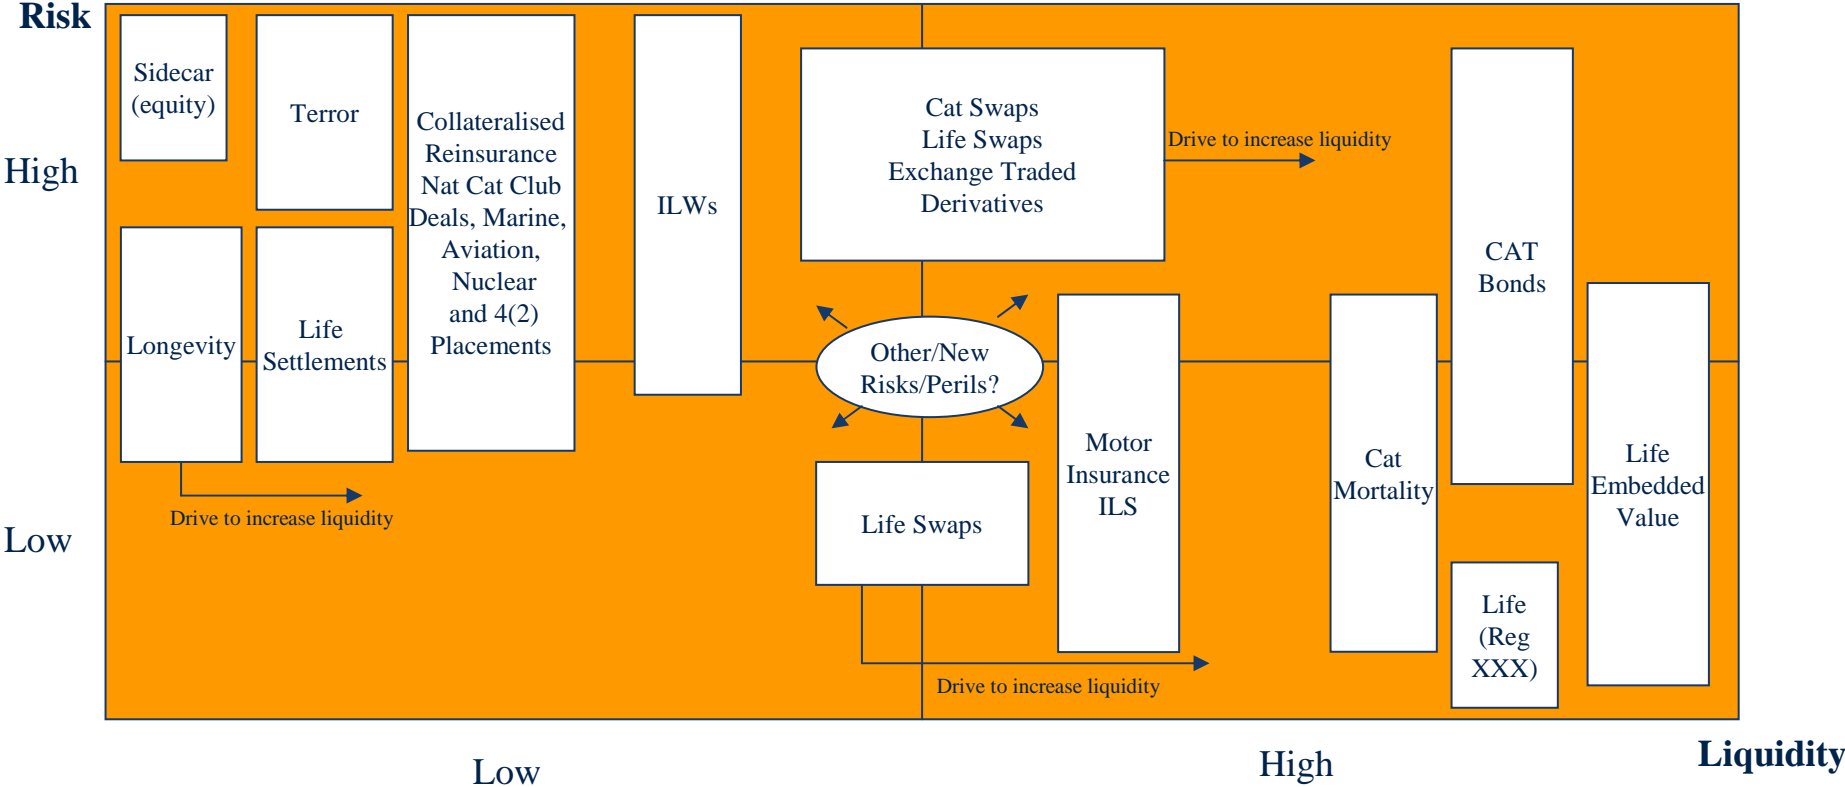 Risk
High
Low
Sidecar
(equity)
Terror
Collateralised
Reinsurance
Nat Cat Club
Deals, Marine,
Aviation,
Nuclear
and 4(2)
Placements
ILWs
Cat Swaps
Life Swaps
Exchange Traded
Derivatives
Drive to increase liquidity
CAT
Bonds
Longevity
Life
Settlements
Drive to increase liquidity
Other/New
Risks/Perils?
Life Swaps
Drive to increase liquidity
Motor
Insurance
ILS
Cat
Mortality
Life
Embedded
Value
Life
(Reg
XXX)
Low
High
Liquidity